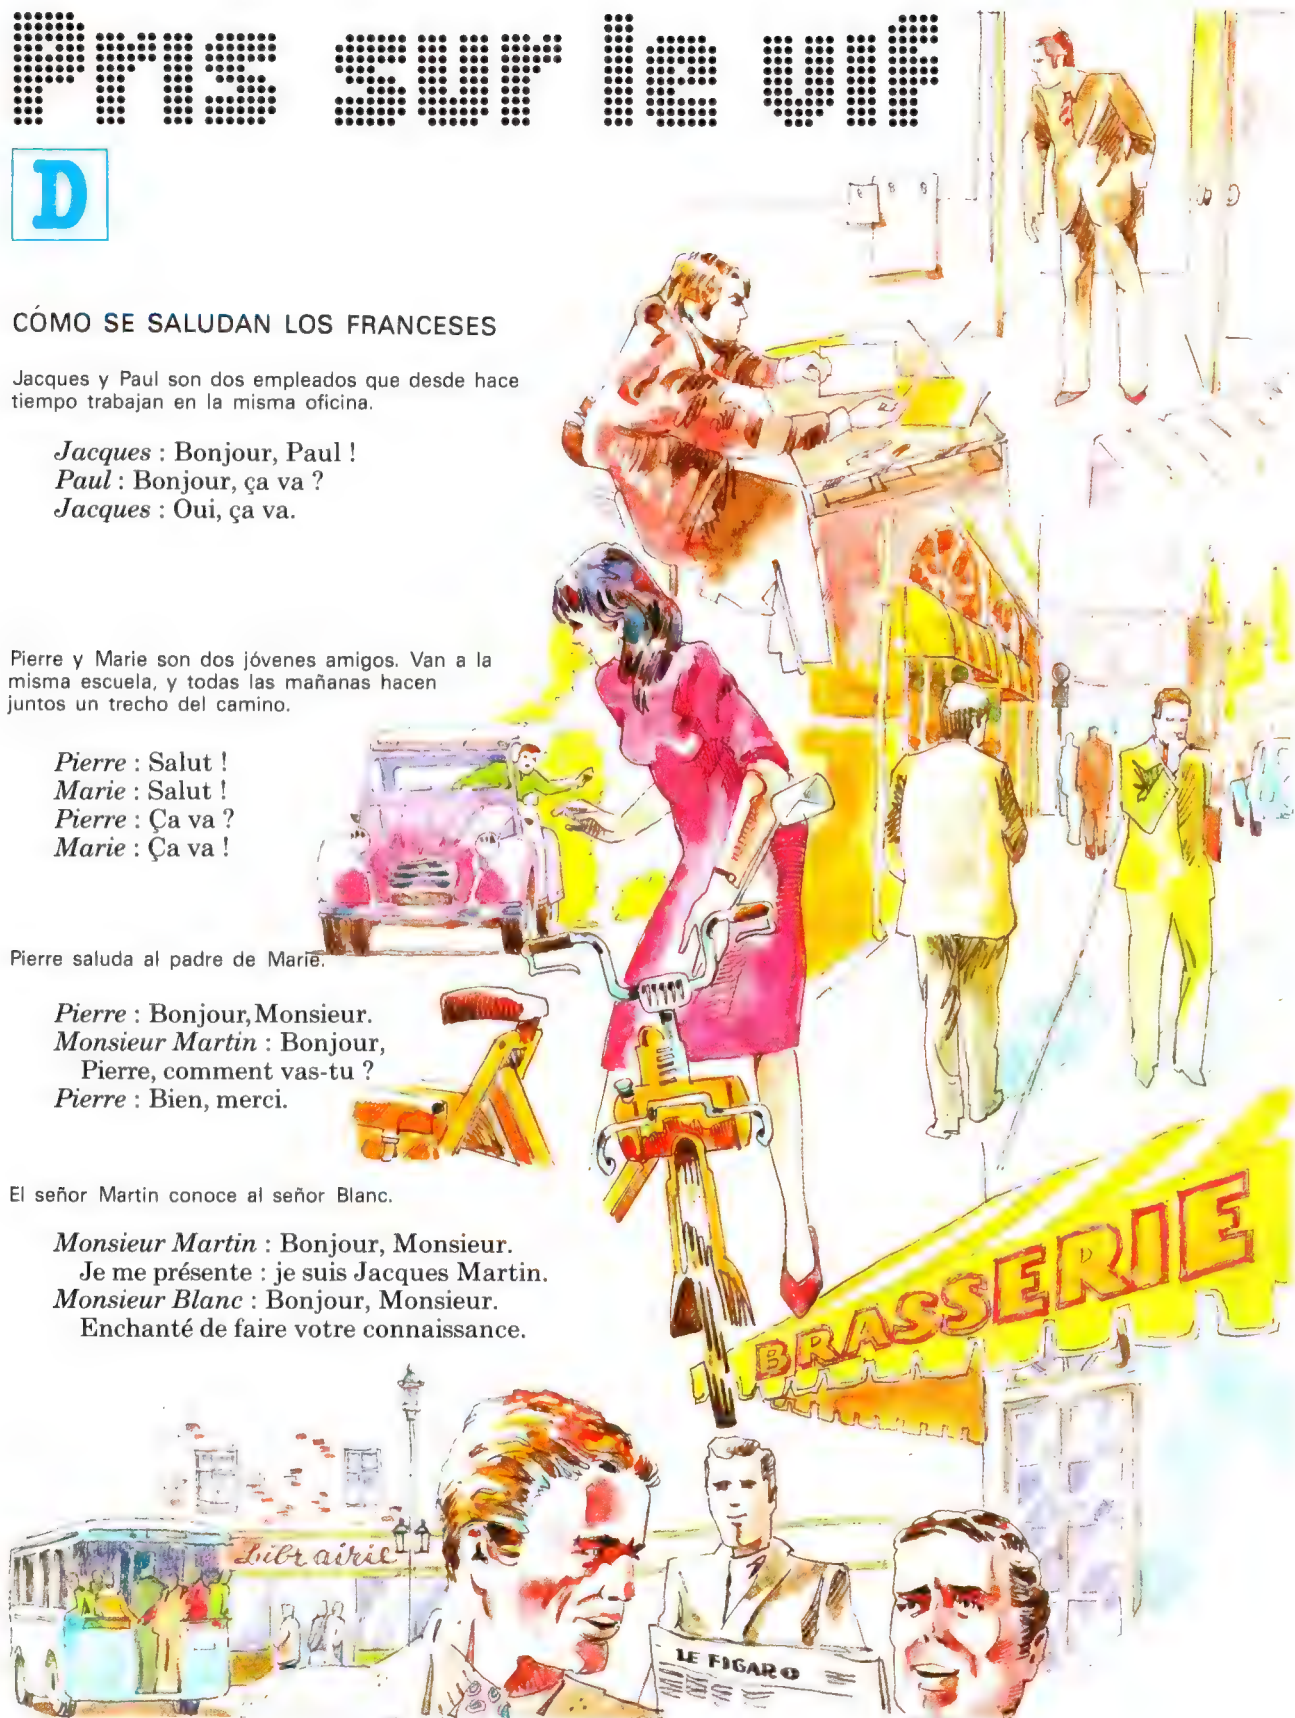 Pris sur le vif
D
CÓMO SE SALUDAN LOS FRANCESES
Jacques y Paul son dos empleados que desde hace
tiempo trabajan en la misma oficina.
Jacques : Bonjour, Paul !
Paul : Bonjour, ça va ?
Jacques : Oui, ça va.
Pierre y Marie son dos jóvenes amigos. Van a la
misma escuela, y todas las mañanas hacen
juntos un trecho del camino.
Pierre : Salut !
Marie : Salut !
Pierre : Ça va ?
Marie : Ça va !
Pierre saluda al padre de Marie.
Pierre : Bonjour, Monsieur.
Monsieur Martin : Bonjour,
Pierre, comment vas-tu ?
Pierre : Bien, merci.
El señor Martin conoce al señor Blanc.
Monsieur Martin : Bonjour, Monsieur.
Je me présente : je suis Jacques Martin.
Monsieur Blanc : Bonjour, Monsieur.
Enchanté de faire votre connaissance.
BRASSERIE
Librairie
LE FIGARO